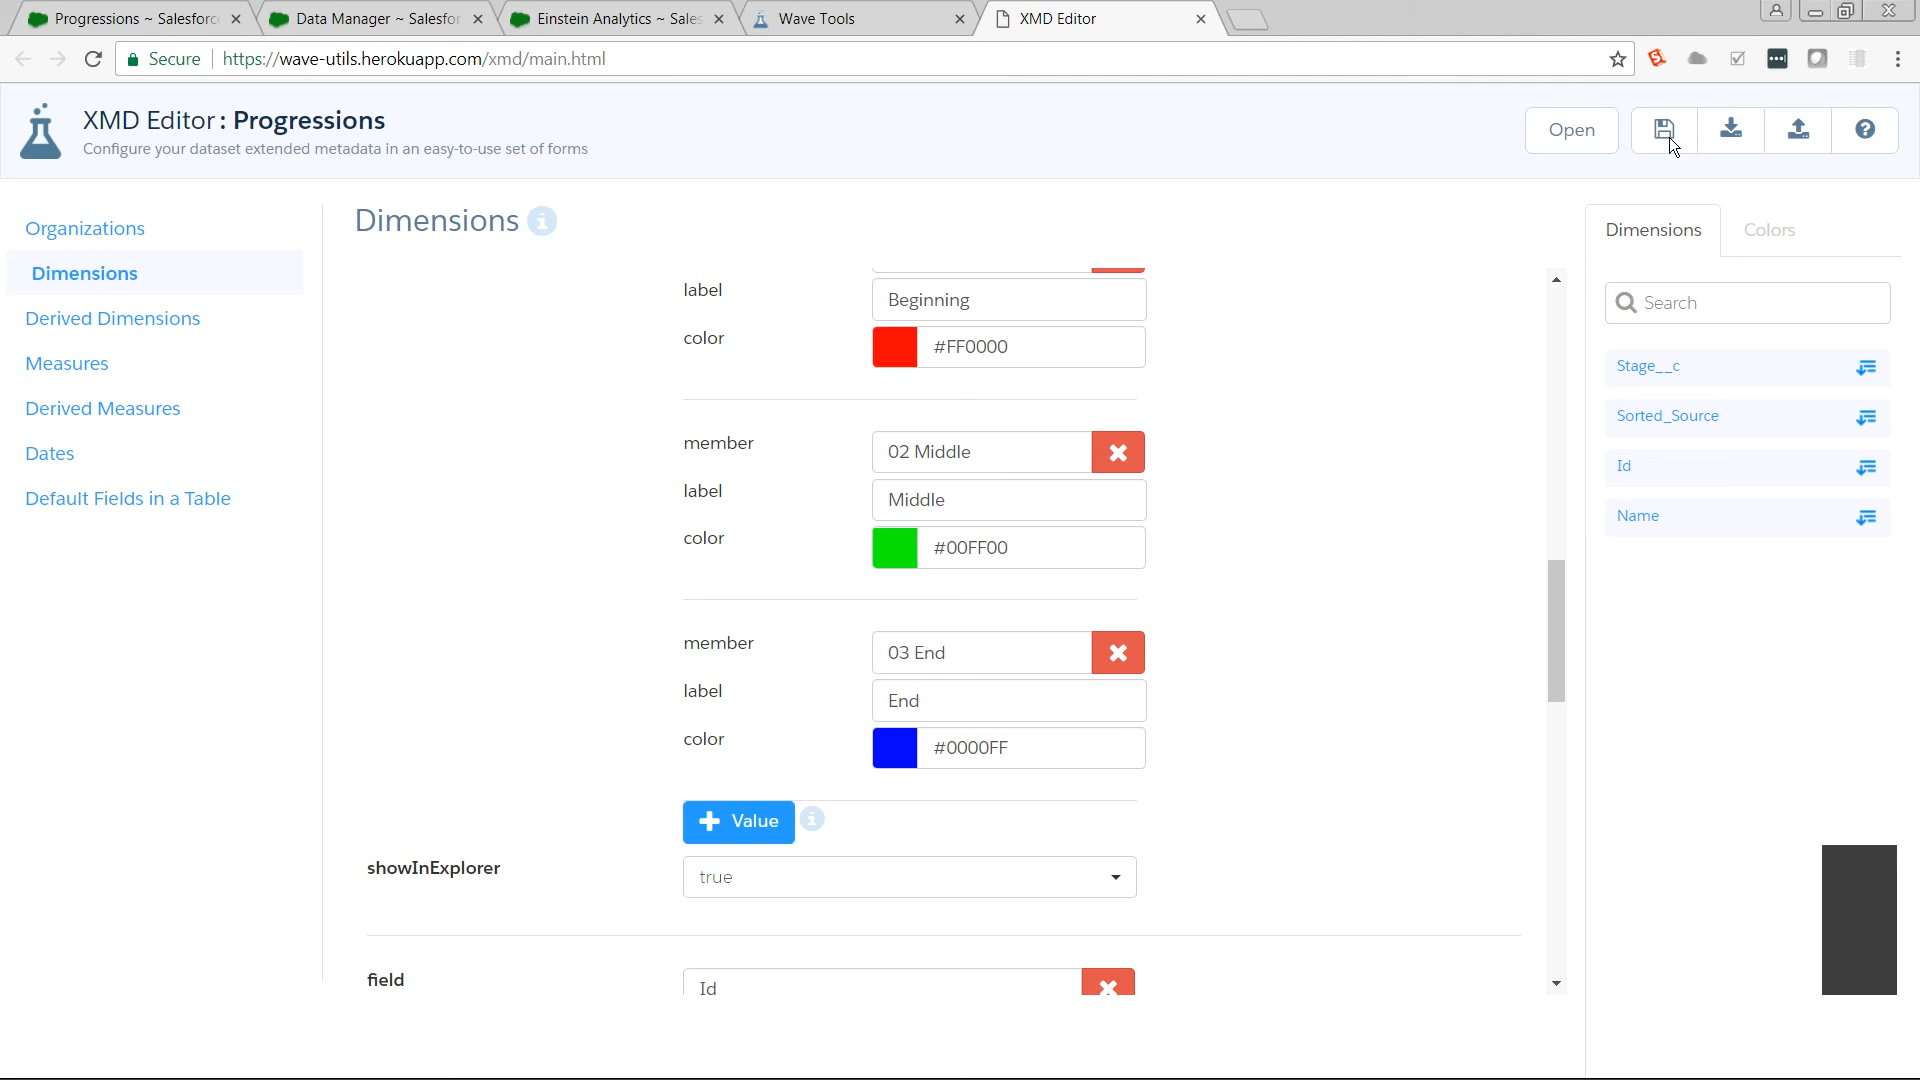 Progressions ~ Salesforc
Data Manager ~ Salesfor
Einstein Analytics ~ Sales
Wave Tools
XMD Editor
Secure
https://wave-utils.herokuapp.com/xmd/main.html
XMD Editor : Progressions
Configure your dataset extended metadata in an easy-to-use set of forms
Open
Organizations
Dimensions
Derived Dimensions
Measures
Derived Measures
Dates
Default Fields in a Table
Dimensions
label
Beginning
color
#FF0000
member
02 Middle
label
Middle
color
#00FF00
member
03 End
label
End
color
#0000FF
Value
showInExplorer
true
field
Id
Dimensions
Colors
Search
Stage__c
Sorted_Source
Id
Name